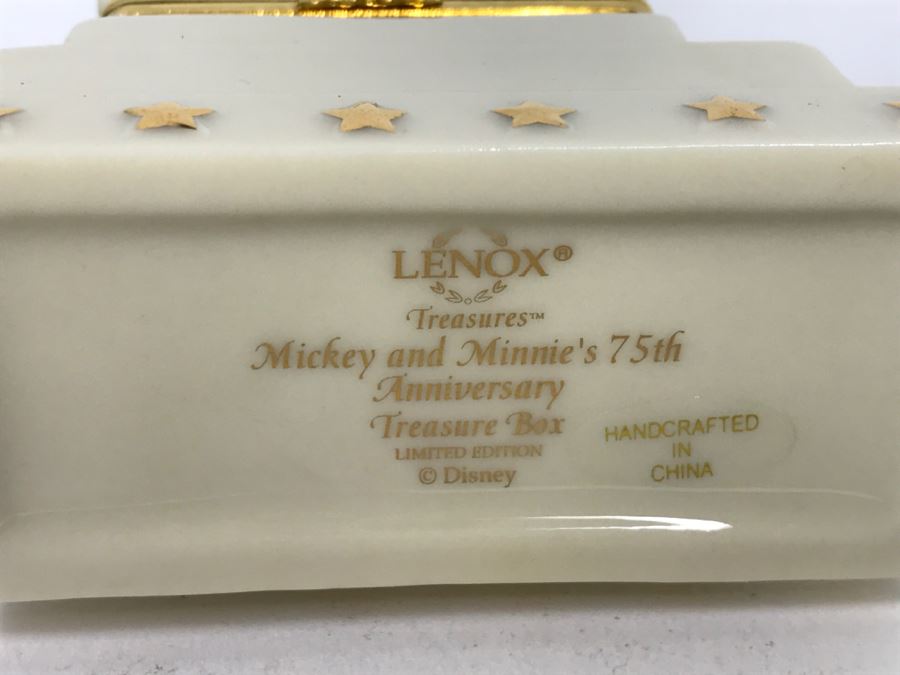 LENOX®
Treasures™
Mickey and Minnie's 75th
Anniversary
Treasure Box
LIMITED EDITION
© Disney
HANDCRAFTED
IN
CHINA